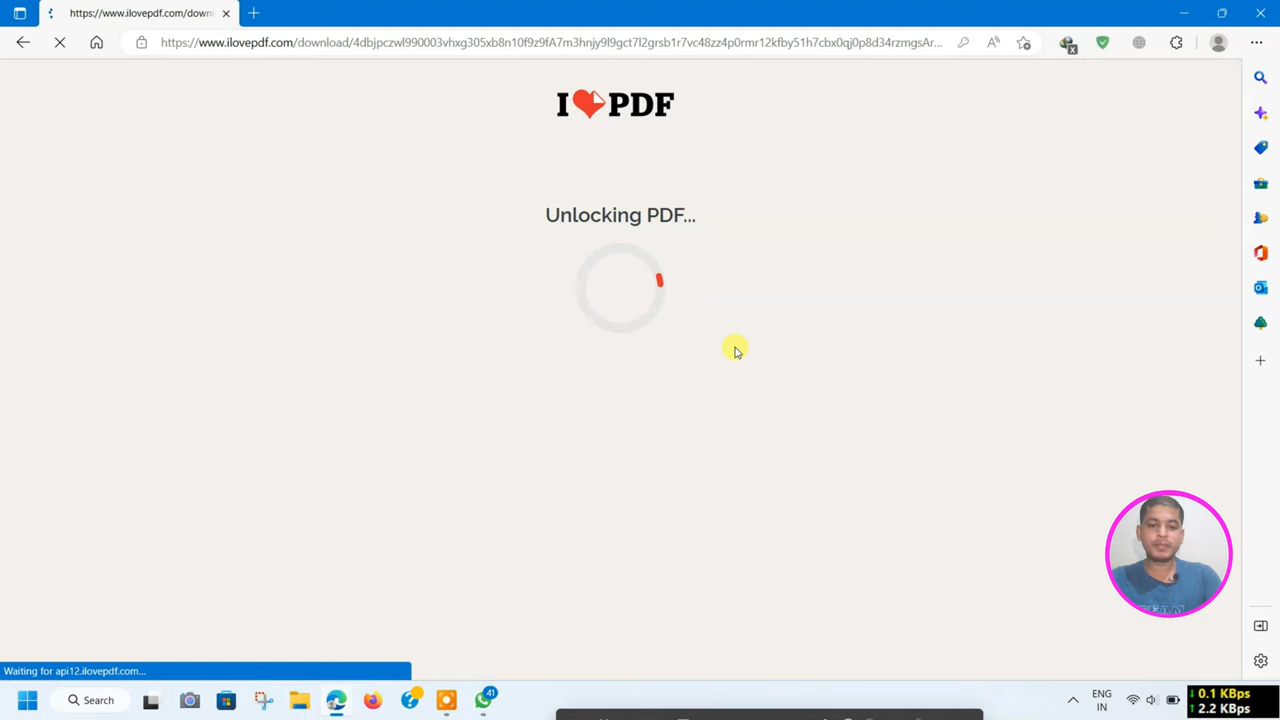 https://www.ilovepdf.com/down
https://www.ilovepdf.com/download/4dbjpczwl990003vhxg305xb8n10f9z9fA7m3hnjy9l9gct7l2grsb1r7vc48zz4p0rmr12kfby51h7cbx0qj0p8d34rzmgsAr...
I PDF
Unlocking PDF...
Waiting for api12.ilovepdf.com...
Search
41
ENG
IN
↓ 0.1 KBps
↑ 2.2 KBps